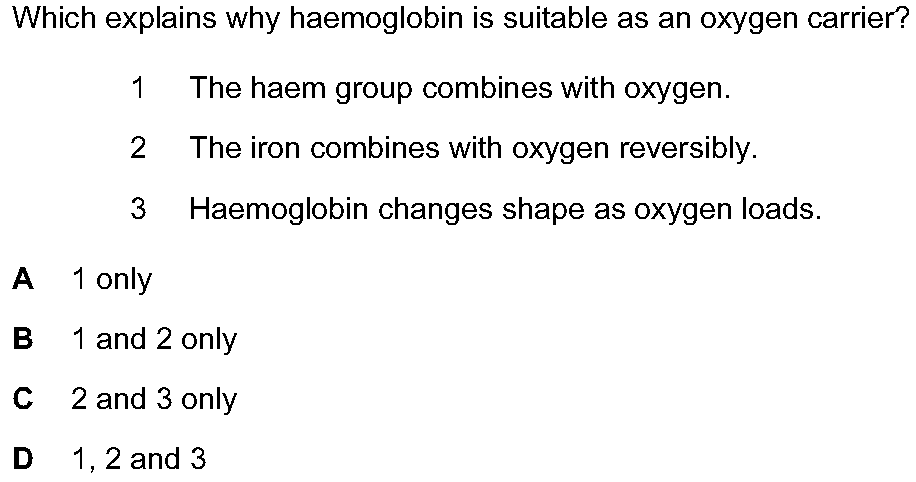 Which explains why haemoglobin is suitable as an oxygen carrier?
1 The haem group combines with oxygen.
2 The iron combines with oxygen reversibly.
3 Haemoglobin changes shape as oxygen loads.
A 1 only
B 1 and 2 only
C 2 and 3 only
D 1, 2 and 3